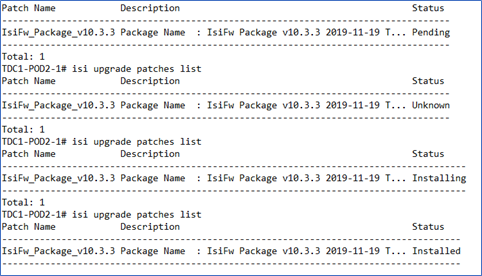 Patch Name           Description                                        Status
--------------------------------------------------------------------------------
IsiFw_Package_v10.3.3 Package Name  : IsiFw Package v10.3.3 2019-11-19 T... Pending
--------------------------------------------------------------------------------
Total: 1
TDC1-POD2-1# isi upgrade patches list
Patch Name           Description                                        Status
--------------------------------------------------------------------------------
IsiFw_Package_v10.3.3 Package Name  : IsiFw Package v10.3.3 2019-11-19 T... Unknown
--------------------------------------------------------------------------------
Total: 1
TDC1-POD2-1# isi upgrade patches list
Patch Name           Description                                        Status
-----------------------------------------------------------------------------------
IsiFw_Package_v10.3.3 Package Name  : IsiFw Package v10.3.3 2019-11-19 T... Installing
-----------------------------------------------------------------------------------
Total: 1
TDC1-POD2-1# isi upgrade patches list
Patch Name           Description                                        Status
----------------------------------------------------------------------------------
IsiFw_Package_v10.3.3 Package Name  : IsiFw Package v10.3.3 2019-11-19 T... Installed
----------------------------------------------------------------------------------